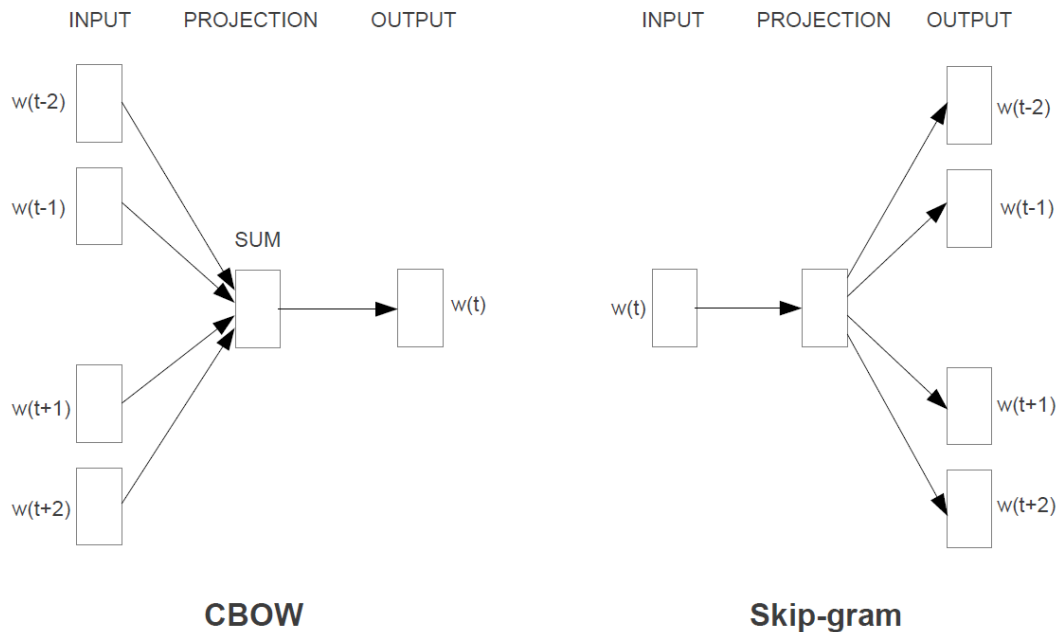 INPUT PROJECTION OUTPUT
w(t-2)
w(t-1)
SUM
w(t)
w(t+1)
w(t+2)
CBOW
INPUT PROJECTION OUTPUT
w(t-2)
w(t-1)
w(t)
w(t+1)
w(t+2)
Skip-gram